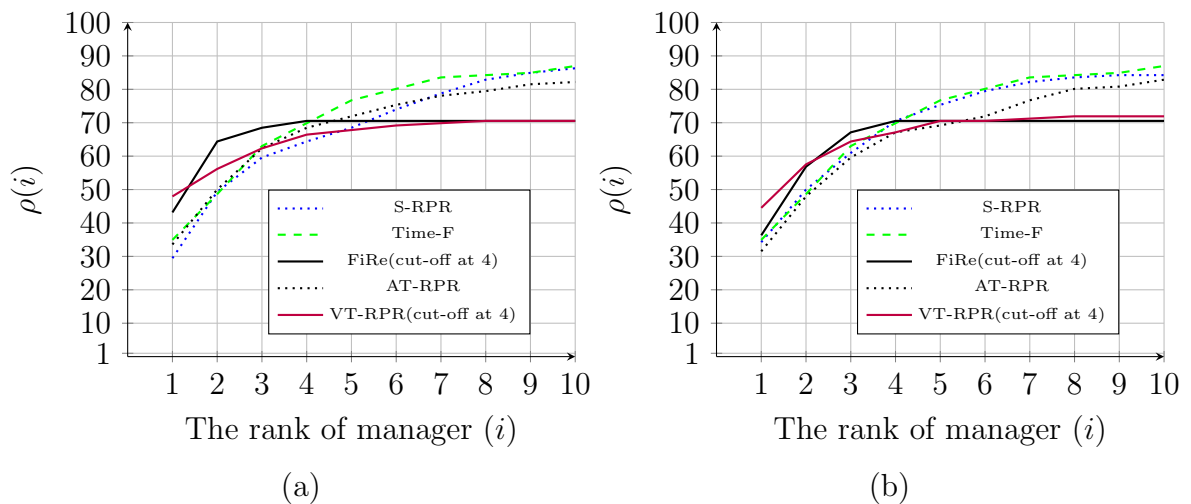 100
90
80
70
60
50
40
30
20
10
1
ρ(i)
S-RPR
Time-F
FiRe(cut-off at 4)
AT-RPR
VT-RPR(cut-off at 4)
1 2 3 4 5 6 7 8 9 10
The rank of manager (i)
(a)
100
90
80
70
60
50
40
30
20
10
1
ρ(i)
S-RPR
Time-F
FiRe(cut-off at 4)
AT-RPR
VT-RPR(cut-off at 4)
1 2 3 4 5 6 7 8 9 10
The rank of manager (i)
(b)